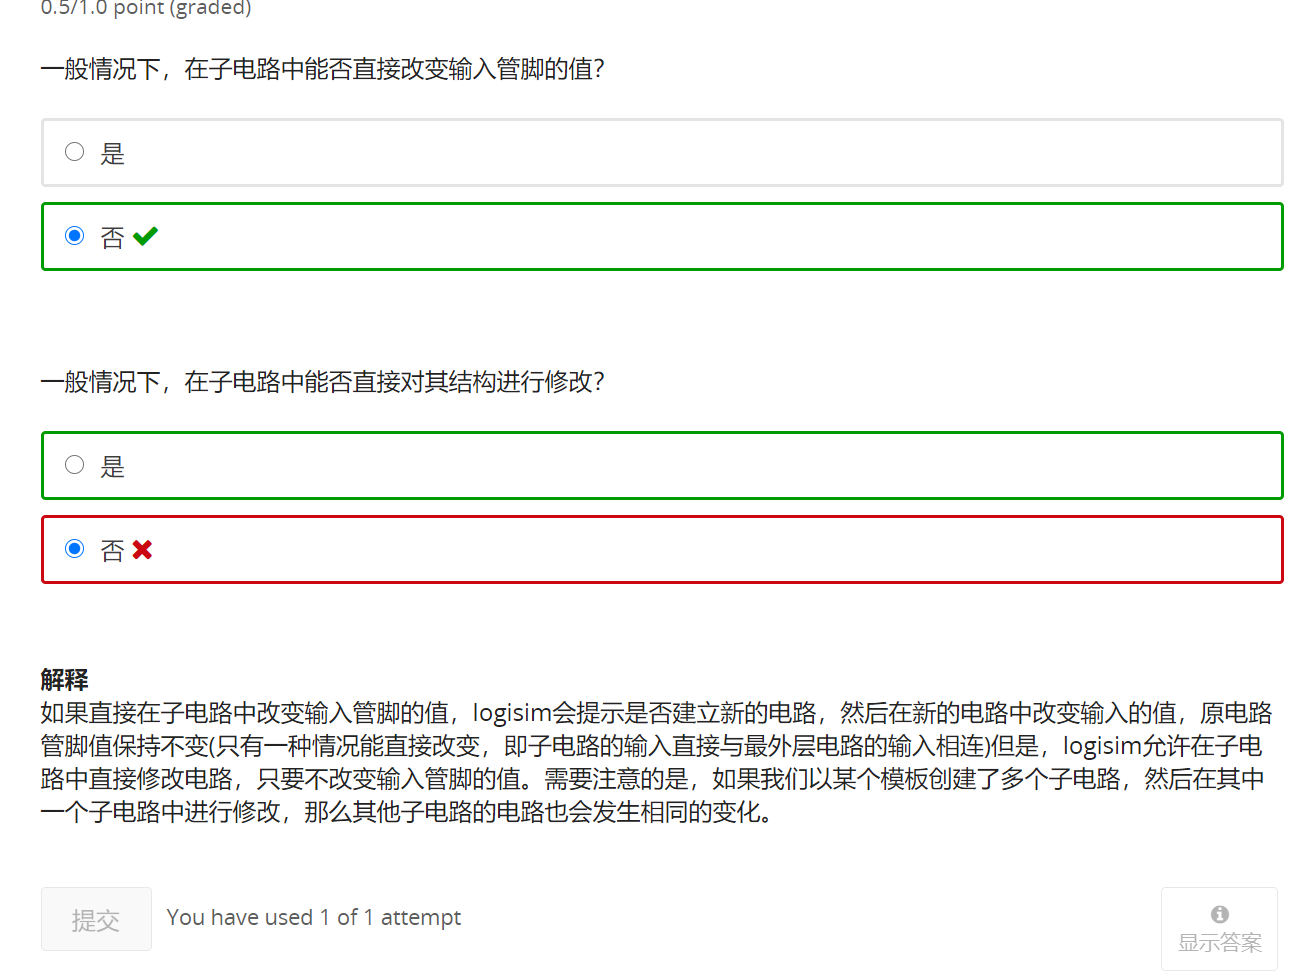 0.5/1.0 point (graded)
一般情况下，在子电路中能否直接改变输入管脚的值？
是
否
一般情况下，在子电路中能否直接对其结构进行修改？
是
否
解释
如果直接在子电路中改变输入管脚的值，logisim会提示是否建立新的电路，然后在新的电路中改变输入的值，原电路
管脚值保持不变(只有一种情况能直接改变，即子电路的输入直接与最外层电路的输入相连)但是，logisim允许在子电
路中直接修改电路，只要不改变输入管脚的值。需要注意的是，如果我们以某个模板创建了多个子电路，然后在其中
一个子电路中进行修改，那么其他子电路的电路也会发生相同的变化。
提交
You have used 1 of 1 attempt
显示答案